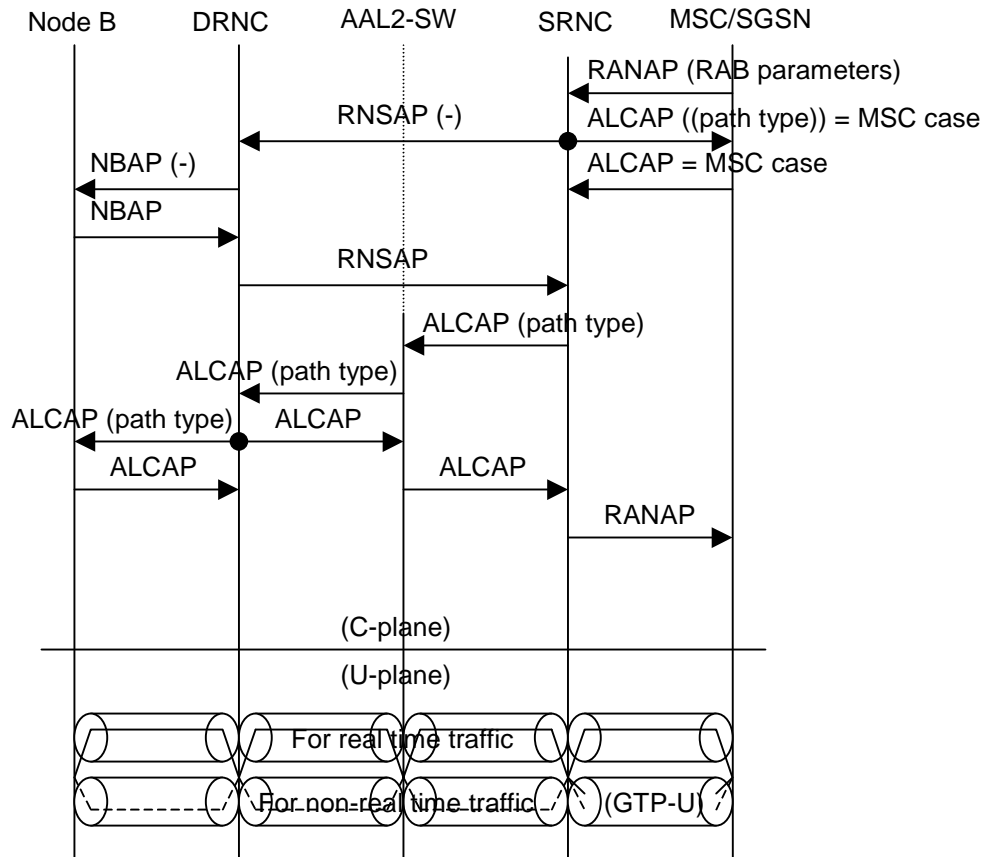 Node B DRNC AAL2-SW SRNC MSC/SGSN
RANAP (RAB parameters)
RNSAP (-) ALCAP ((path type)) = MSC case
NBAP (-) ALCAP = MSC case
NBAP
RNSAP
ALCAP (path type)
ALCAP (path type)
ALCAP (path type) ALCAP
ALCAP ALCAP
RANAP
(C-plane)
(U-plane)
For real time traffic
For non-real time traffic (GTP-U)